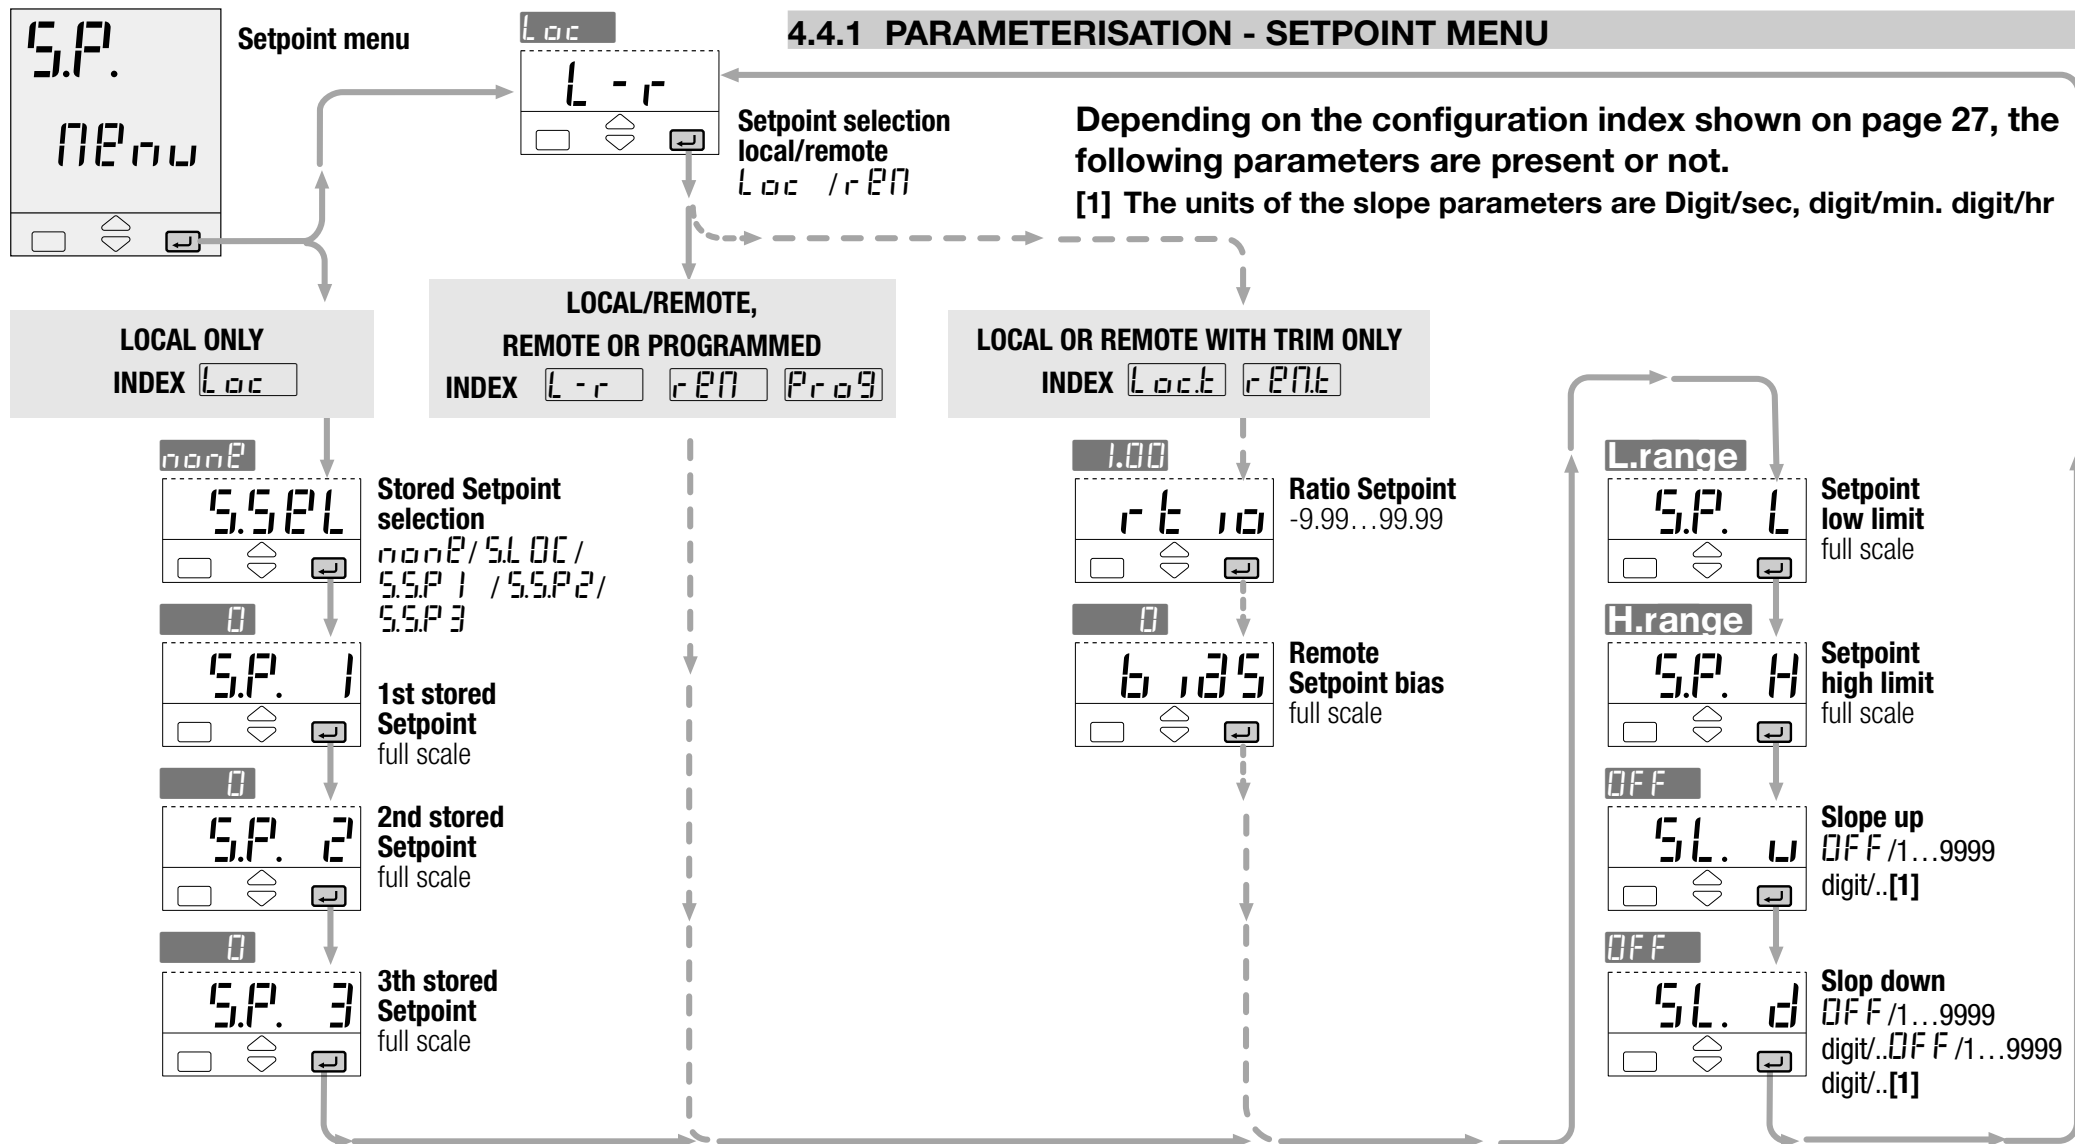 4.4.1 PARAMETERISATION - SETPOINT MENU
S.P.
MEnu
Setpoint menu
Loc
L-r
Setpoint selection
local/remote
Loc / rEM
Depending on the configuration index shown on page 27, the
following parameters are present or not.
[1] The units of the slope parameters are Digit/sec, digit/min. digit/hr
LOCAL ONLY
INDEX Loc
LOCAL/REMOTE,
REMOTE OR PROGRAMMED
INDEX L-r rEM Prog
LOCAL OR REMOTE WITH TRIM ONLY
INDEX Loc.t rEM.t
nonE
S.SEL
Stored Setpoint
selection
nonE/ S.LOC /
S.S.P 1 / S.S.P 2/
S.S.P 3
0
S.P. 1
1st stored
Setpoint
full scale
0
S.P. 2
2nd stored
Setpoint
full scale
0
S.P. 3
3th stored
Setpoint
full scale
1.00
rtio
Ratio Setpoint
-9.99...99.99
0
biaS
Remote
Setpoint bias
full scale
L.range
S.P. L
Setpoint
low limit
full scale
H.range
S.P. H
Setpoint
high limit
full scale
OFF
SL. u
Slope up
OFF /1...9999
digit/..[1]
OFF
SL. d
Slop down
OFF /1...9999
digit/..OFF /1...9999
digit/..[1]